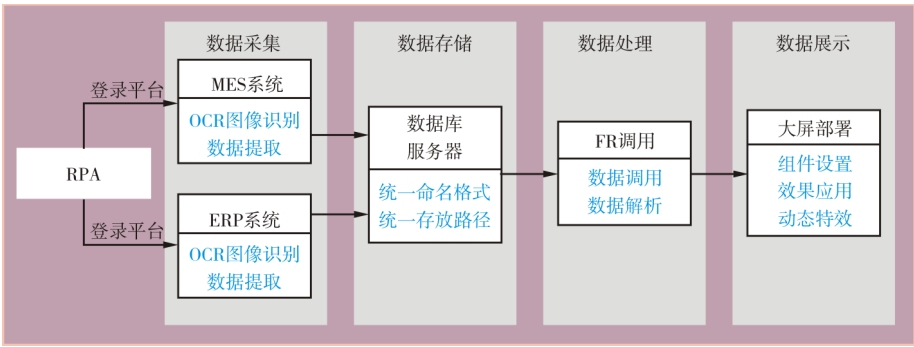 数据采集
数据存储
数据处理
数据展示
RPA
登录平台
登录平台
MES系统
OCR图像识别
数据提取
ERP系统
OCR图像识别
数据提取
数据库
服务器
统一命名格式
统一存放路径
FR调用
数据调用
数据解析
大屏部署
组件设置
效果应用
动态特效